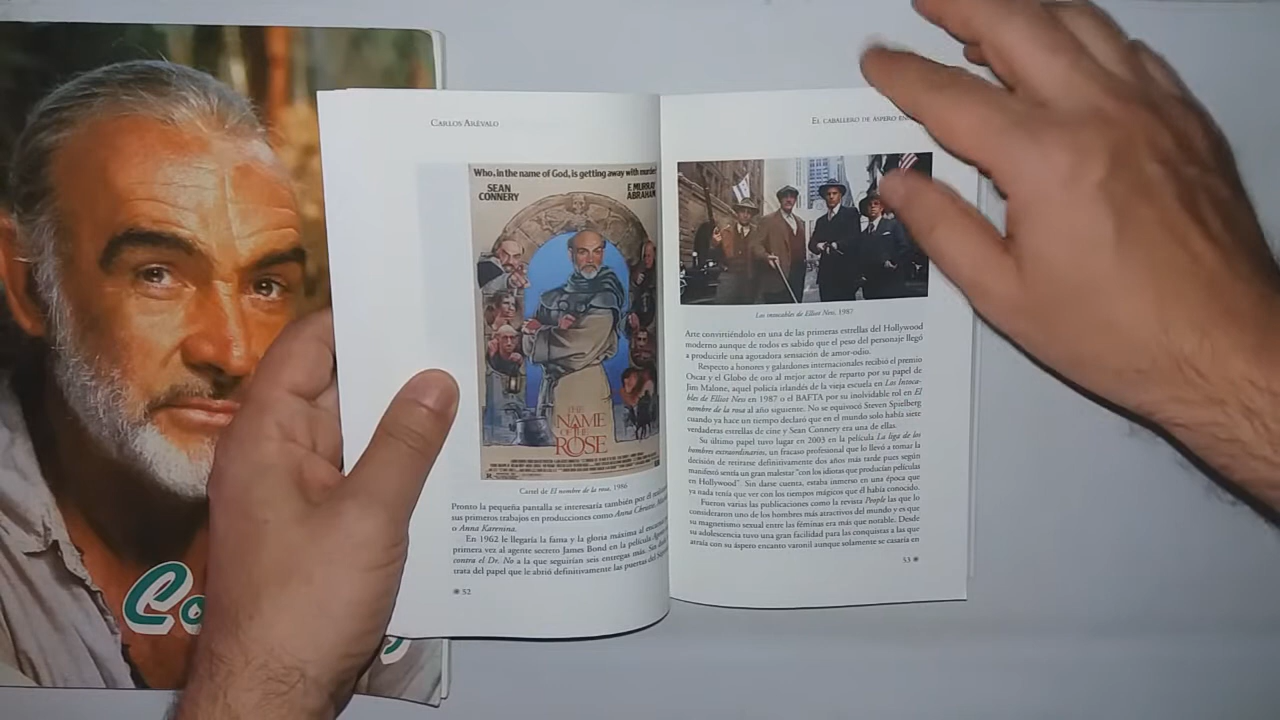 CARLOS ARÉVALO
Who, in the name of God, is getting away with murder
SEAN
CONNERY
F. MURRAY
ABRAHAM
THE
NAME
OF THE
ROSE
Cartel de El nombre de la rosa, 1986
Pronto la pequeña pantalla se interesaría también por él
sus primeros trabajos en producciones como Anna Christie,
o Anna Karenina.
En 1962 le llegaría la fama y la gloria máxima al
primera vez al agente secreto James Bond en la película
contra el Dr. No a la que seguirían seis entregas más. Sin
trata del papel que le abrió definitivamente las puertas del
52
EL CABALLERO DE ÁSPERO
Los intocables de Elliot Ness, 1987
Arte convirtiéndolo en una de las primeras estrellas del Hollywood
moderno aunque de todos es sabido que el peso del personaje llegó
a producirle una agotadora sensación de amor-odio.
Respecto a honores y galardones internacionales recibió el premio
Oscar y el Globo de oro al mejor actor de reparto por su papel de
Jim Malone, aquel policía irlandés de la vieja escuela en Los Intoca-
bles de Elliot Ness en 1987 o el BAFTA por su inolvidable rol en El
nombre de la rosa al año siguiente. No se equivocó Steven Spielberg
cuando ya hace un tiempo declaró que en el mundo solo había siete
verdaderas estrellas de cine y Sean Connery era una de ellas.
Su último papel tuvo lugar en 2003 en la película La liga de los
hombres extraordinarios, un fracaso profesional que lo llevó a tomar la
decisión de retirarse definitivamente dos años más tarde pues según
manifestó sentía un gran malestar "con los idiotas que producían películas
en Hollywood". Sin darse cuenta, estaba inmerso en una época que
ya nada tenía que ver con los tiempos mágicos que él había conocido.
Fueron varias las publicaciones como la revista People las que lo
consideraron uno de los hombres más atractivos del mundo y es que
su magnetismo sexual entre las féminas era más que notable. Desde
su adolescencia tuvo una gran facilidad para las conquistas a las que
atraía con su áspero encanto varonil aunque solamente se casaría en
53
Co